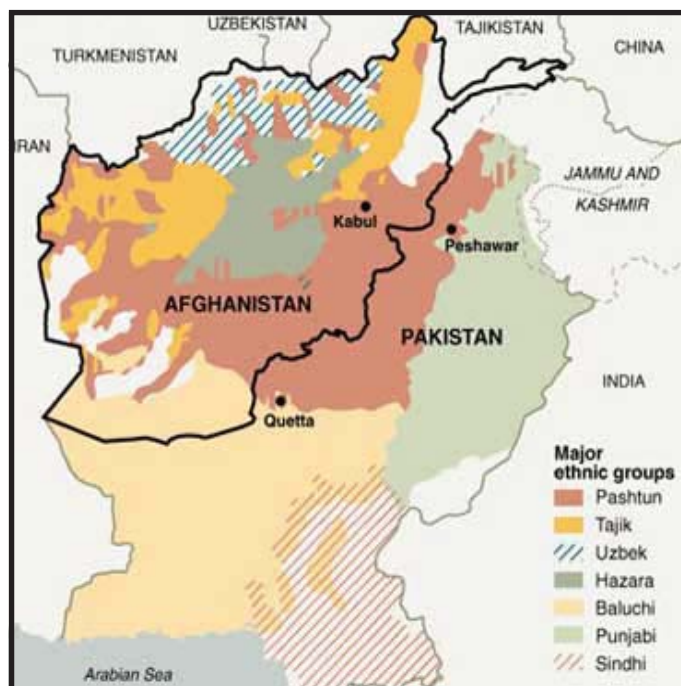 UZBEKISTAN
TAJIKISTAN
CHINA
TURKMENISTAN
IRAN
JAMMU AND
KASHMIR
Kabul
Peshawar
AFGHANISTAN
PAKISTAN
INDIA
Quetta
Major
ethnic groups
Pashtun
Tajik
Uzbek
Hazara
Baluchi
Punjabi
Sindhi
Arabian Sea